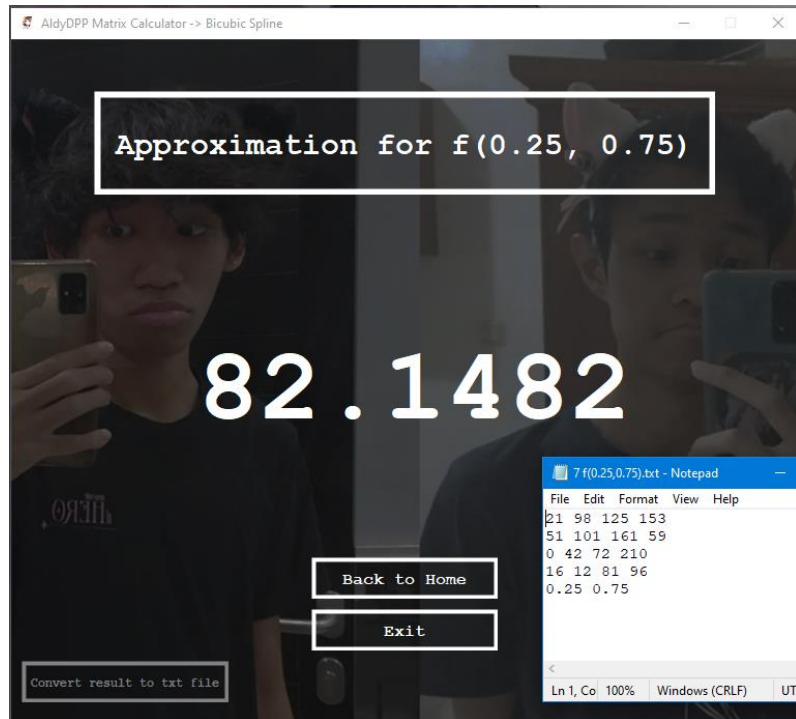 AldyDPP Matrix Calculator -> Bicubic Spline
Approximation for f(0.25, 0.75)
82.1482
7 f(0.25,0.75).txt - Notepad
File Edit Format View Help
21 98 125 153
51 101 161 59
0 42 72 210
16 12 81 96
0.25 0.75
Back to Home
Exit
Convert result to txt file
Ln 1, Co 100% Windows (CRLF) UT